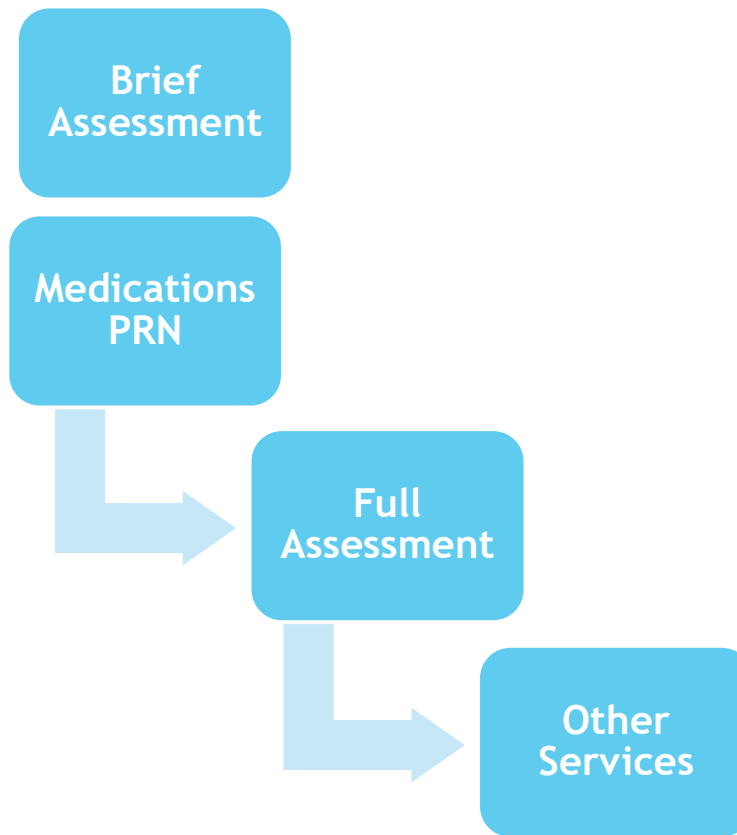 Brief
Assessment
Medications
PRN
Full
Assessment
Other
Services